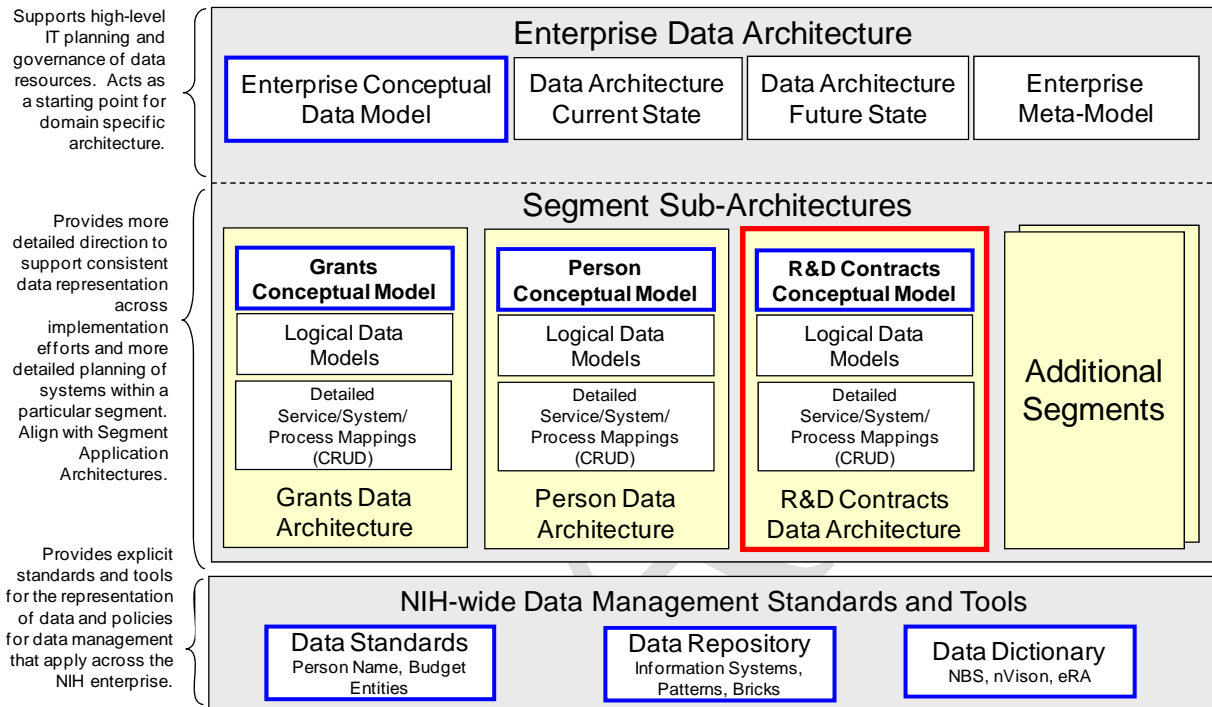 Supports high-level
IT planning and
governance of data
resources. Acts as
a starting point for
domain specific
architecture.
Enterprise Data Architecture
Enterprise Conceptual
Data Model
Data Architecture
Current State
Data Architecture
Future State
Enterprise
Meta-Model
Provides more
detailed direction to
support consistent
data representation
across
implementation
efforts and more
detailed planning of
systems within a
particular segment.
Align with Segment
Application
Architectures.
Segment Sub-Architectures
Grants
Conceptual Model
Logical Data
Models
Detailed
Service/System/
Process Mappings
(CRUD)
Grants Data
Architecture
Person
Conceptual Model
Logical Data
Models
Detailed
Service/System/
Process Mappings
(CRUD)
Person Data
Architecture
R&D Contracts
Conceptual Model
Logical Data
Models
Detailed
Service/System/
Process Mappings
(CRUD)
R&D Contracts
Data Architecture
Additional
Segments
Provides explicit
standards and tools
for the representation
of data and policies
for data management
that apply across the
NIH enterprise.
NIH-wide Data Management Standards and Tools
Data Standards
Person Name, Budget
Entities
Data Repository
Information Systems,
Patterns, Bricks
Data Dictionary
NBS, nVison, eRA